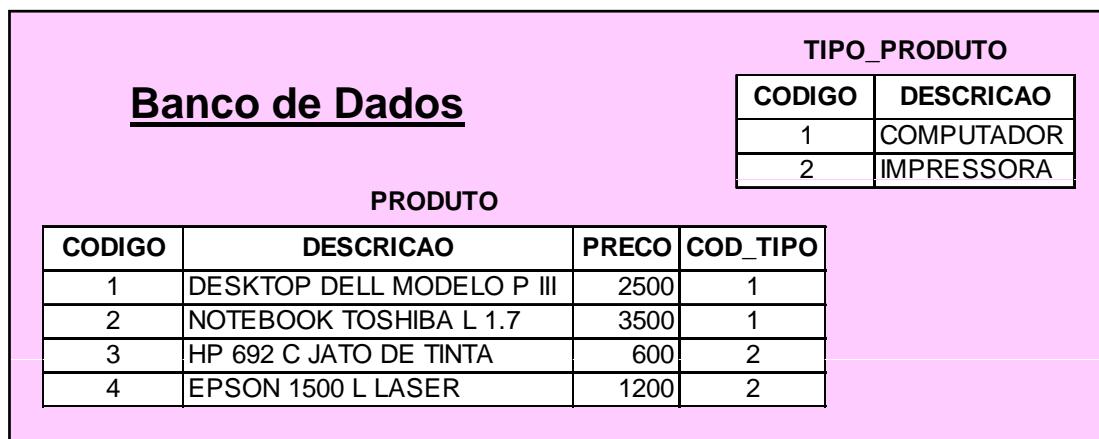 TIPO_PRODUTO
Banco de Dados
CODIGO DESCRICAO
1 COMPUTADOR
2 IMPRESSORA
PRODUTO
CODIGO DESCRICAO PRECO COD_TIPO
1 DESKTOP DELL MODELO P III 2500 1
2 NOTEBOOK TOSHIBA L 1.7 3500 1
3 HP 692 C JATO DE TINTA 600 2
4 EPSON 1500 L LASER 1200 2